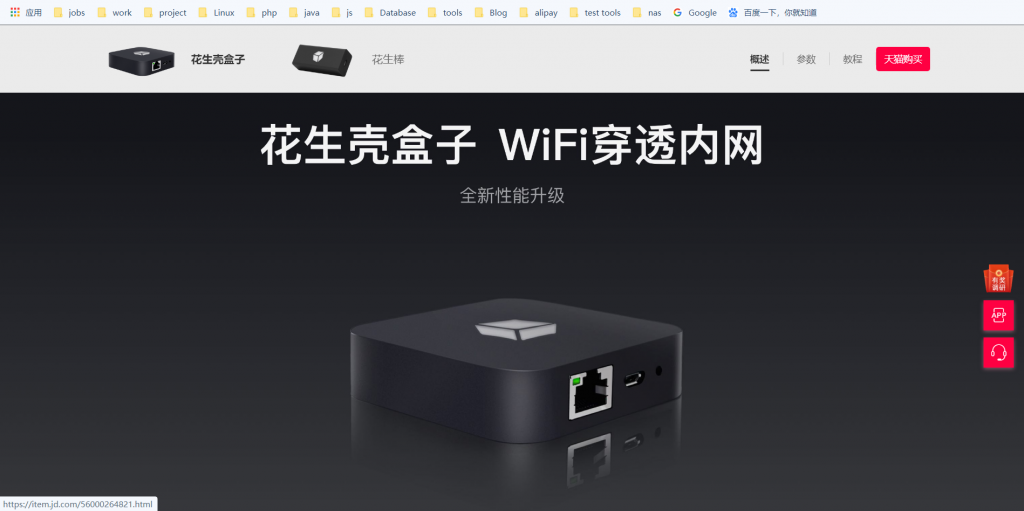 应用 jobs work project Linux php java js Database tools Blog alipay test tools nas Google 百度一下，你就知道
花生壳盒子 花生棒 概述 参数 教程 天猫购买
花生壳盒子 WiFi穿透内网
全新性能升级
有奖
调研
APP
https://item.jd.com/56000264821.html